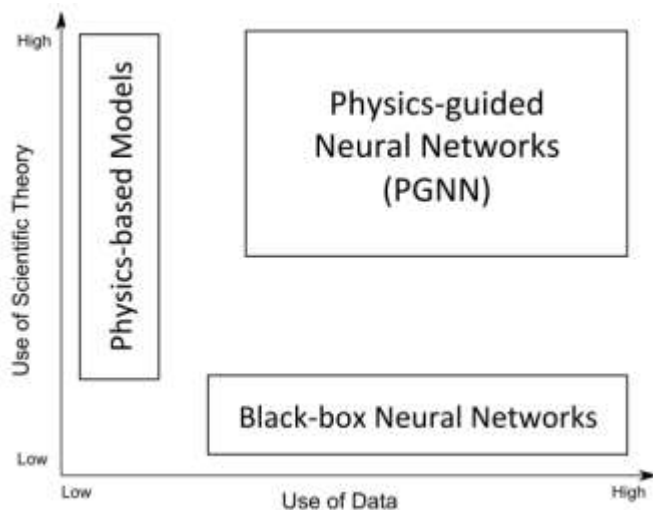 High
Physics-guided
Neural Networks
(PGNN)
Physics-based Models
Use of Scientific Theory
Black-box Neural Networks
Low
Low
Use of Data
High